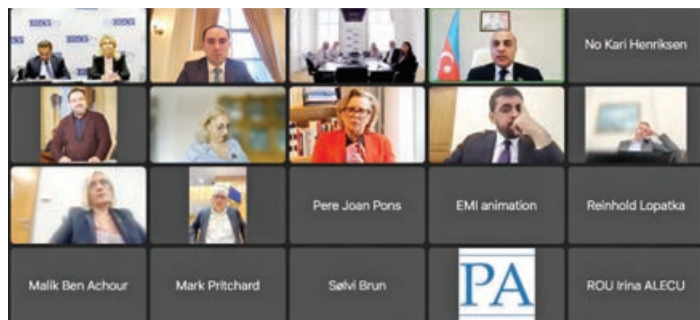 No Kari Henriksen
Pere Joan Pons
EMI animation
Reinhold Lopatka
Malik Ben Achour
Mark Pritchard
Sølvi Brun
PA
ROU Irina ALECU